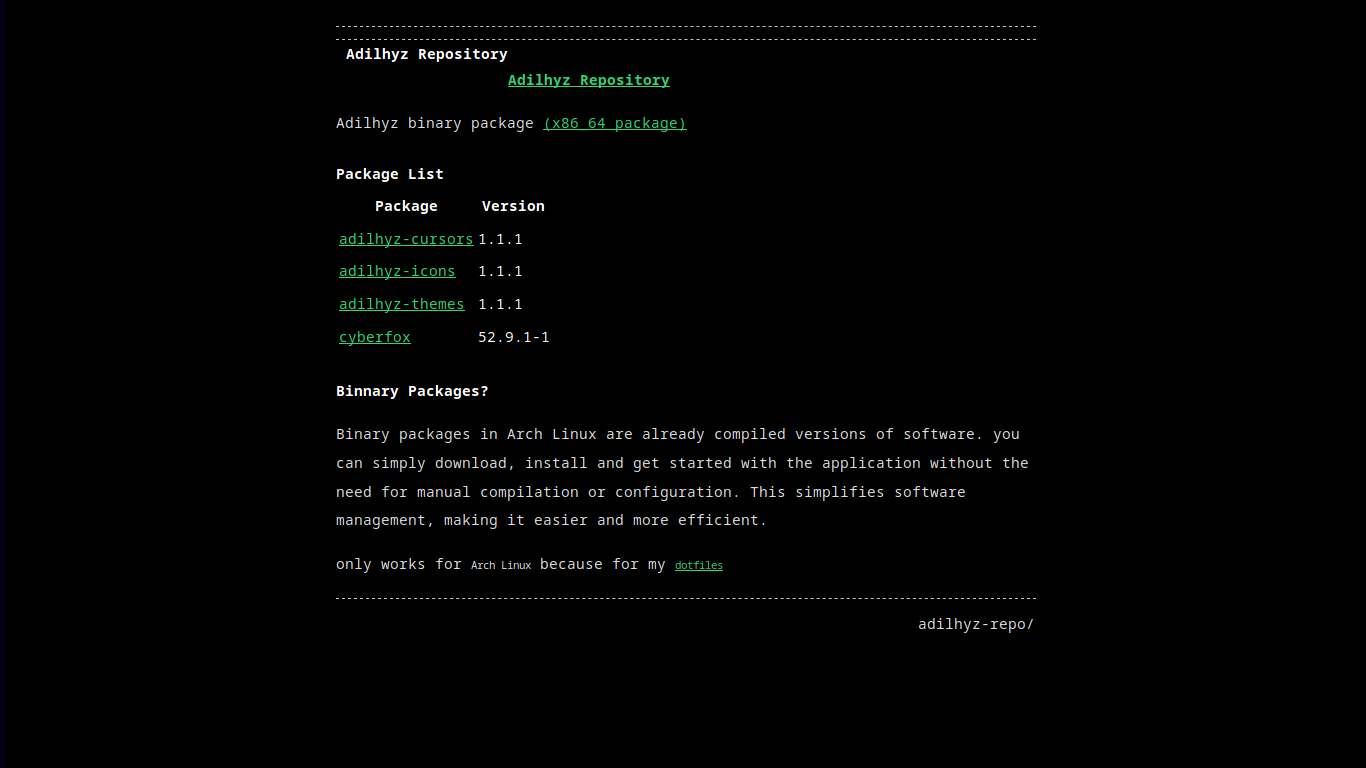 Adilhyz Repository
Adilhyz Repository
Adilhyz binary package (x86_64 package)
Package List
Package Version
adilhyz-cursors 1.1.1
adilhyz-icons 1.1.1
adilhyz-themes 1.1.1
cyberfox 52.9.1-1
Binnary Packages?
Binary packages in Arch Linux are already compiled versions of software. you
can simply download, install and get started with the application without the
need for manual compilation or configuration. This simplifies software
management, making it easier and more efficient.
only works for Arch Linux because for my dotfiles
adilhyz-repo/